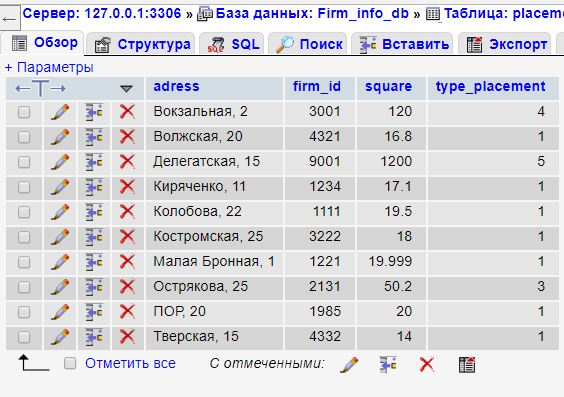 Сервер: 127.0.0.1:3306 » База данных: Firm_info_db » Таблица:
Обзор Структура SQL Поиск Вставить Экспорт
+ Параметры
←T→ adress firm_id square type_placement
Вокзальная, 2 3001 120 4
Волжская, 20 4321 16.8 1
Делегатская, 15 9001 1200 5
Киряченко, 11 1234 17.1 1
Колобова, 22 1111 19.5 1
Костромская, 25 3222 18 1
Малая Бронная, 1 1221 19.999 1
Острякова, 25 2131 50.2 3
ПОР, 20 1985 20 1
Тверская, 15 4332 14 1
Отметить все С отмеченными: